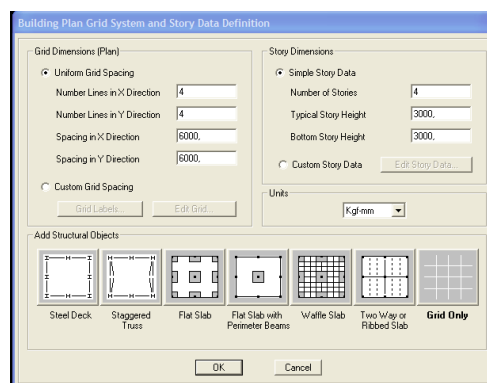 Building Plan Grid System and Story Data Definition
Grid Dimensions (Plan)
Uniform Grid Spacing
Number Lines in X Direction 4
Number Lines in Y Direction 4
Spacing in X Direction 6000,
Spacing in Y Direction 6000,
Custom Grid Spacing
Grid Labels... Edit Grid...
Story Dimensions
Simple Story Data
Number of Stories 4
Typical Story Height 3000,
Bottom Story Height 3000,
Custom Story Data Edit Story Data...
Units
Kgf-mm
Add Structural Objects
Steel Deck
Staggered
Truss
Flat Slab
Flat Slab with
Perimeter Beams
Waffle Slab
Two Way or
Ribbed Slab
Grid Only
OK Cancel